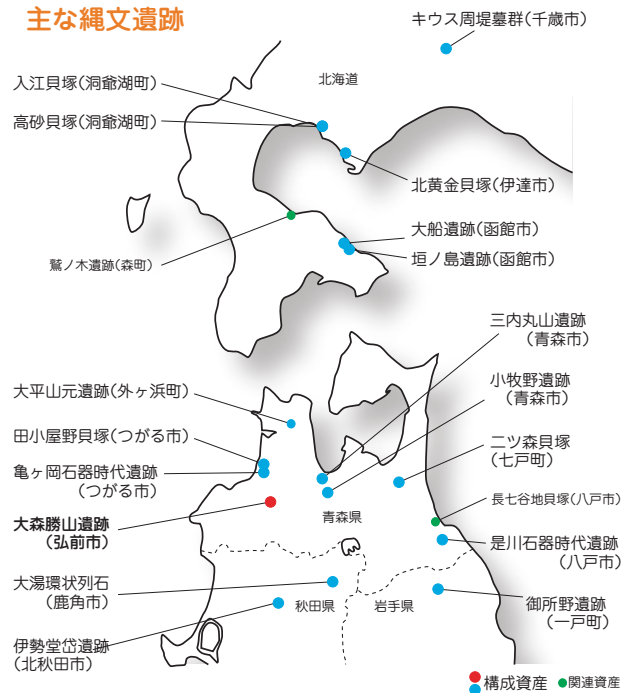 主な縄文遺跡
キウス周堤墓群(千歳市)
北海道
入江貝塚(洞爺湖町)
高砂貝塚(洞爺湖町)
北黄金貝塚(伊達市)
大船遺跡(函館市)
垣ノ島遺跡(函館市)
鷲ノ木遺跡(森町)
三内丸山遺跡
(青森市)
小牧野遺跡
(青森市)
大平山元遺跡(外ヶ浜町)
田小屋野貝塚(つがる市)
亀ヶ岡石器時代遺跡
(つがる市)
二ツ森貝塚
(七戸町)
長七谷地貝塚(八戸市)
大森勝山遺跡
(弘前市)
青森県
是川石器時代遺跡
(八戸市)
大湯環状列石
(鹿角市)
秋田県
岩手県
御所野遺跡
(一戸町)
伊勢堂岱遺跡
(北秋田市)
構成資産
関連資産